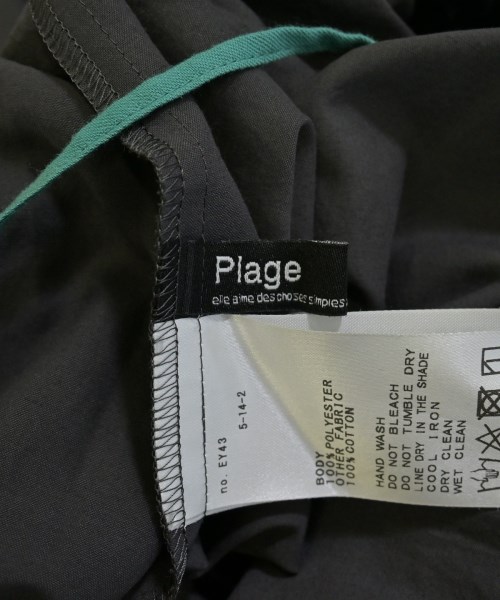 Plage
elle aime des choses simples
no. EY43
5-14-2
BODY
100% POLYESTER
OTHER FABRIC
100% COTTON
HAND WASH
DO NOT BLEACH
DO NOT TUMBLE DRY
LINE DRY IN THE SHADE
COOL IRON
DRY CLEAN
WET CLEAN